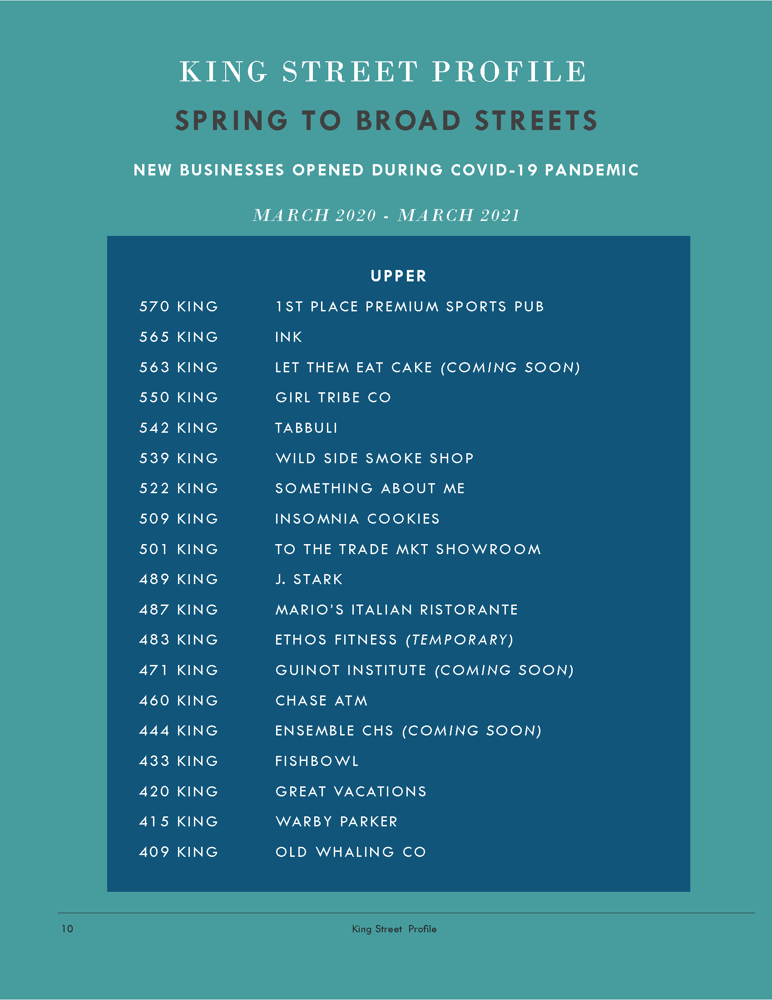 KING STREET PROFILE
SPRING TO BROAD STREETS
NEW BUSINESSES OPENED DURING COVID-19 PANDEMIC
MARCH 2020 - MARCH 2021
UPPER
570 KING 1ST PLACE PREMIUM SPORTS PUB
565 KING INK
563 KING LET THEM EAT CAKE (COMING SOON)
550 KING GIRL TRIBE CO
542 KING TABBULI
539 KING WILD SIDE SMOKE SHOP
522 KING SOMETHING ABOUT ME
509 KING INSOMNIA COOKIES
501 KING TO THE TRADE MKT SHOWROOM
489 KING J. STARK
487 KING MARIO’S ITALIAN RISTORANTE
483 KING ETHOS FITNESS (TEMPORARY)
471 KING GUINOT INSTITUTE (COMING SOON)
460 KING CHASE ATM
444 KING ENSEMBLE CHS (COMING SOON)
433 KING FISHBOWL
420 KING GREAT VACATIONS
415 KING WARBY PARKER
409 KING OLD WHALING CO
10 King Street Profile